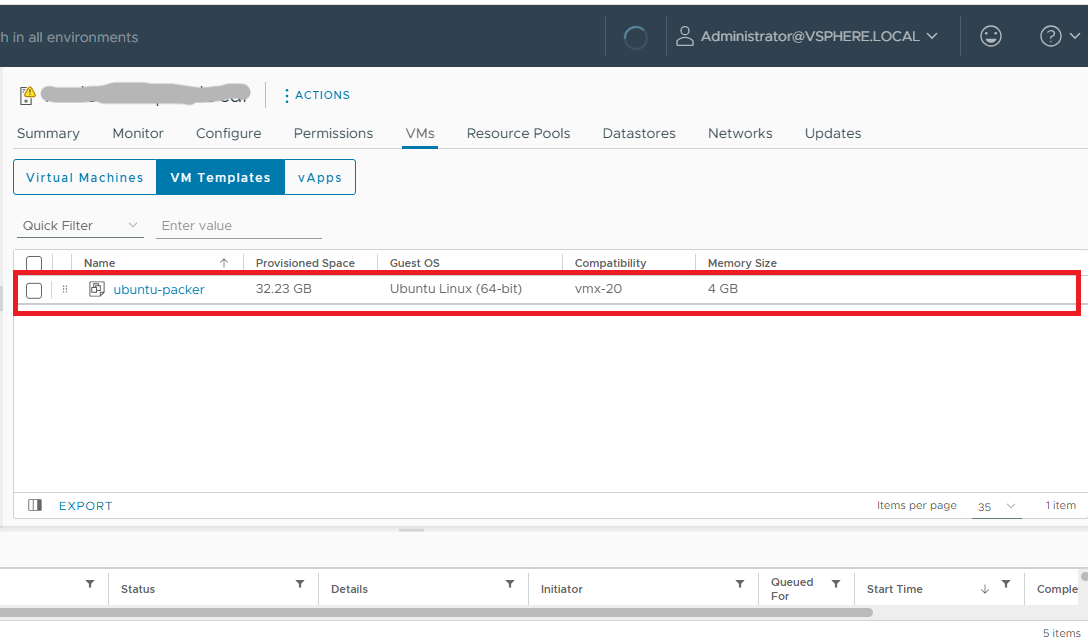 h in all environments
Administrator@VSPHERE.LOCAL
ACTIONS
Summary Monitor Configure Permissions VMs Resource Pools Datastores Networks Updates
Virtual Machines VM Templates vApps
Quick Filter Enter value
Name Provisioned Space Guest OS Compatibility Memory Size
ubuntu-packer 32.23 GB Ubuntu Linux (64-bit) vmx-20 4 GB
EXPORT Items per page 35 1 item
Status Details Initiator Queued For Start Time Comple
5 items